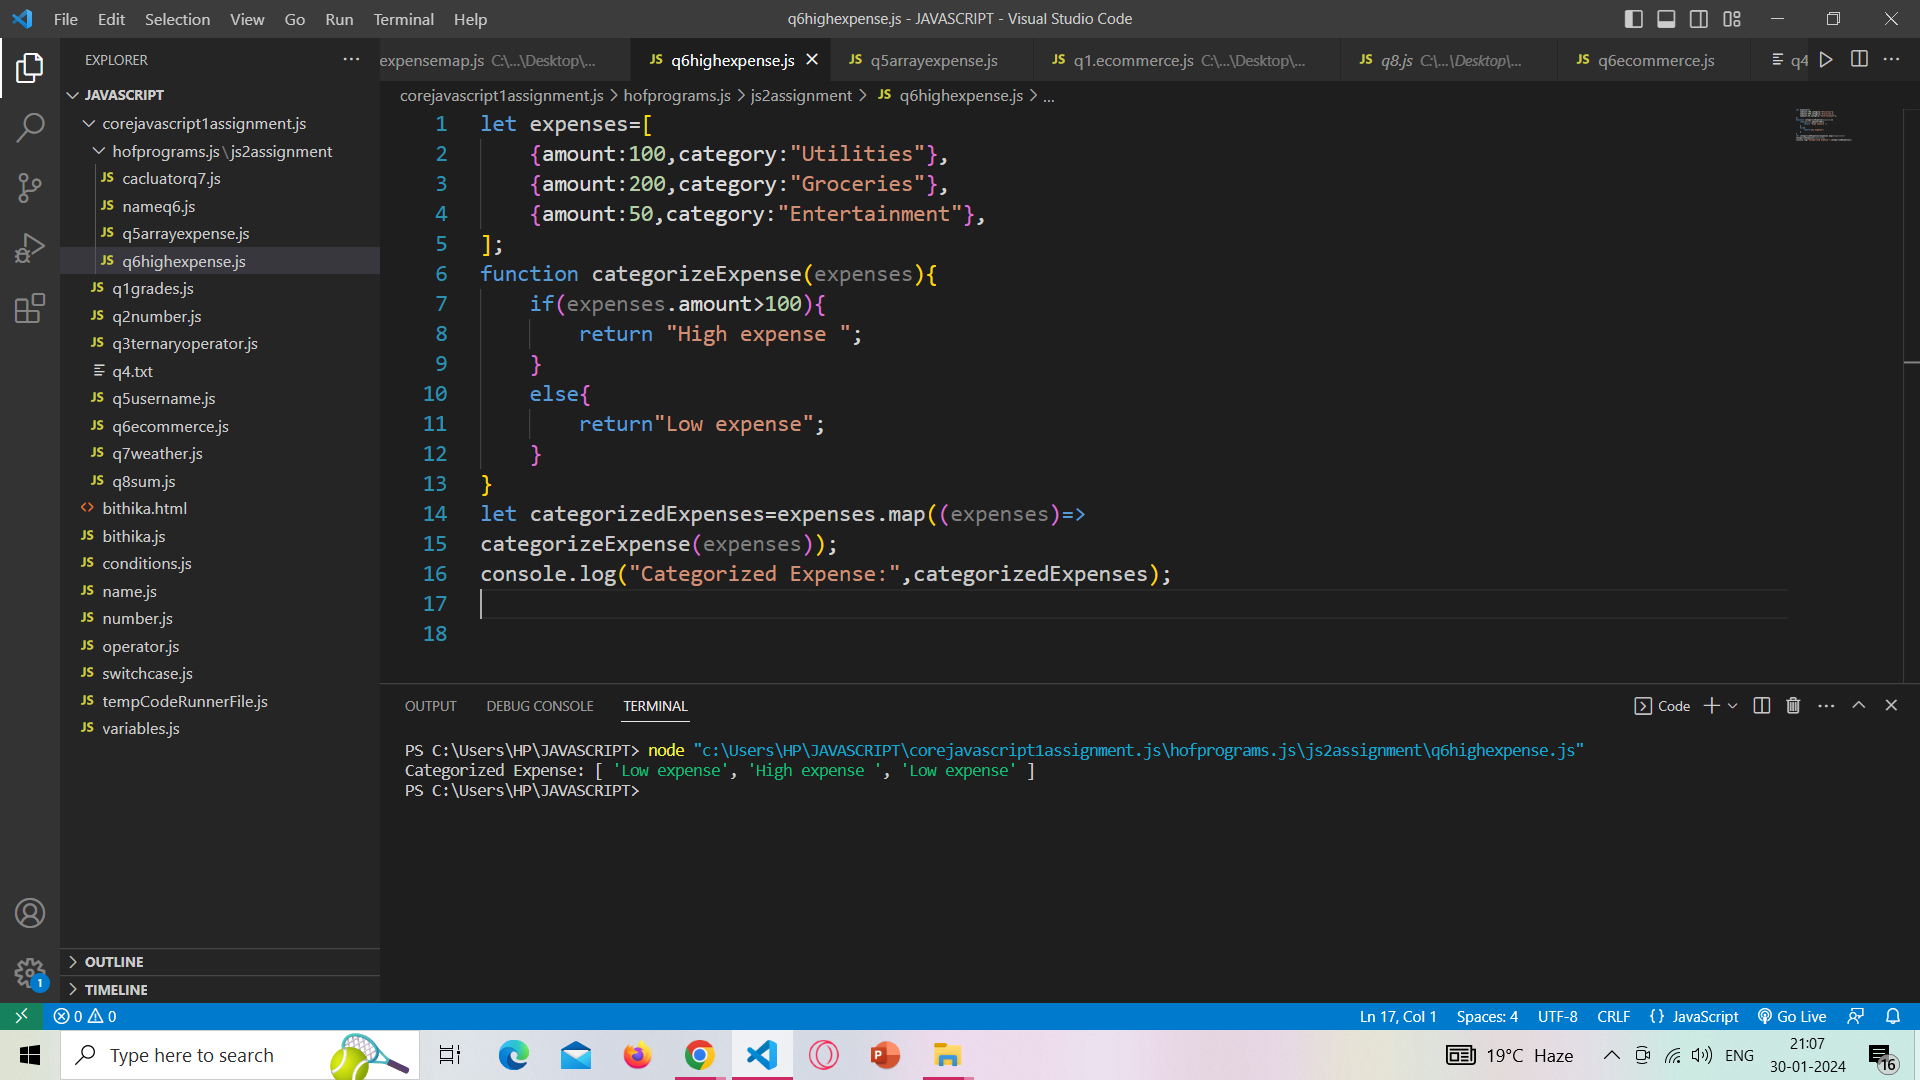 File Edit Selection View Go Run Terminal Help
q6highexpense.js - JAVASCRIPT - Visual Studio Code
EXPLORER
JAVASCRIPT
corejavascript1assignment.js
hofprograms.js\js2assignment
JS cacluatorq7.js
JS nameq6.js
JS q5arrayexpense.js
JS q6highexpense.js
JS q1grades.js
JS q2number.js
JS q3ternaryoperator.js
q4.txt
JS q5username.js
JS q6ecommerce.js
JS q7weather.js
JS q8sum.js
bithika.html
JS bithika.js
JS conditions.js
JS name.js
JS number.js
JS operator.js
JS switchcase.js
JS tempCodeRunnerFile.js
JS variables.js
OUTLINE
TIMELINE
expensemap.js C:\...\Desktop\... JS q6highexpense.js JS q5arrayexpense.js JS q1.ecommerce.js C:\...\Desktop\... JS q8.js C:\...\Desktop\... JS q6ecommerce.js q4
corejavascript1assignment.js > hofprograms.js > js2assignment > JS q6highexpense.js > ...
1 let expenses=[
2 {amount:100,category:"Utilities"},
3 {amount:200,category:"Groceries"},
4 {amount:50,category:"Entertainment"},
5 ];
6 function categorizeExpense(expenses){
7 if(expenses.amount>100){
8 return "High expense ";
9 }
10 else{
11 return"Low expense";
12 }
13 }
14 let categorizedExpenses=expenses.map((expenses)=>
15 categorizeExpense(expenses));
16 console.log("Categorized Expense:",categorizedExpenses);
17
18
OUTPUT DEBUG CONSOLE TERMINAL
Code
PS C:\Users\HP\JAVASCRIPT> node "c:\Users\HP\JAVASCRIPT\corejavascript1assignment.js\hofprograms.js\js2assignment\q6highexpense.js"
Categorized Expense: [ 'Low expense', 'High expense ', 'Low expense' ]
PS C:\Users\HP\JAVASCRIPT>
1
0 0
Ln 17, Col 1 Spaces: 4 UTF-8 CRLF {} JavaScript Go Live
Type here to search
19°C Haze
ENG
21:07
30-01-2024
16